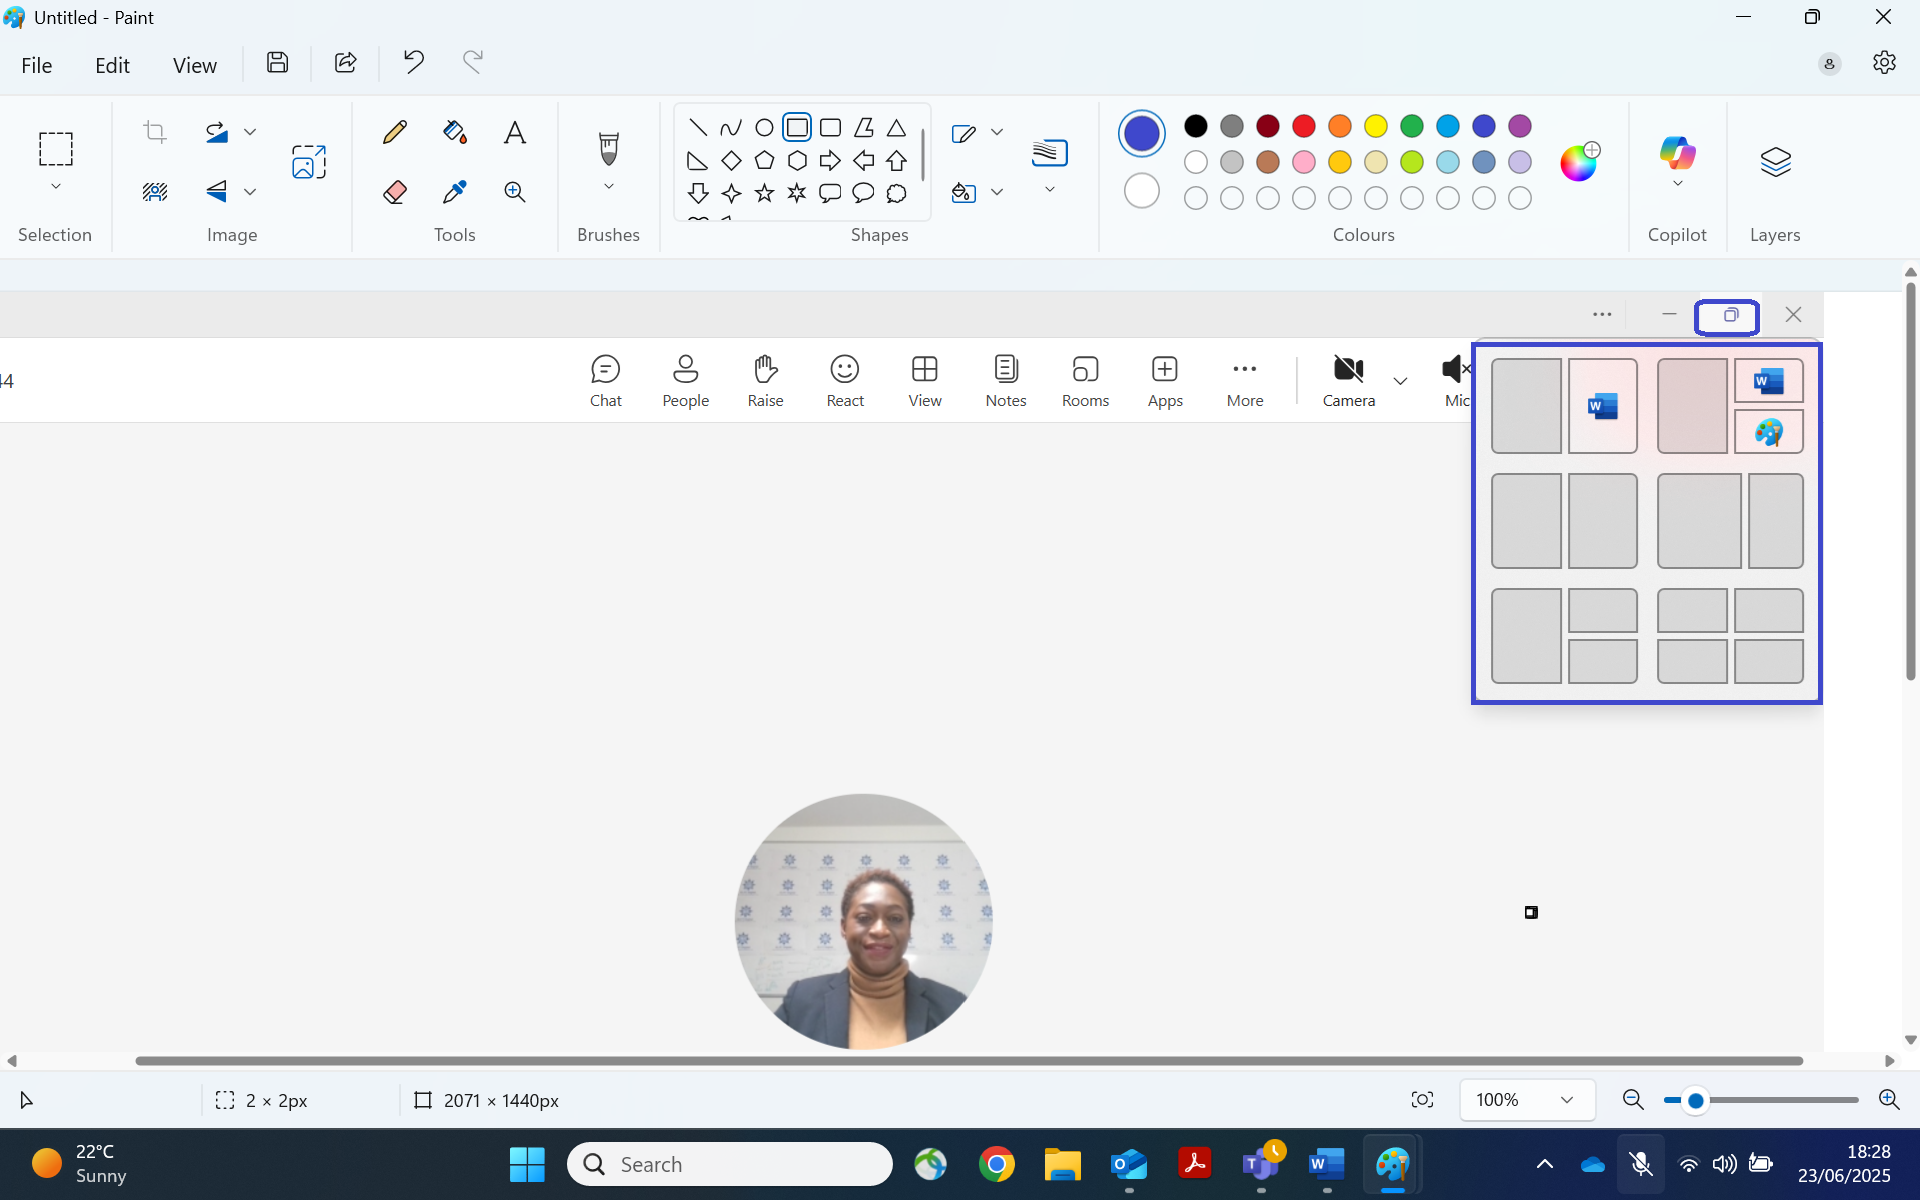 Untitled - Paint
File Edit View
Selection Image Tools Brushes Shapes Colours Copilot Layers
44
Chat People Raise React View Notes Rooms Apps More Camera Mic
W
W
2 × 2px 2071 × 1440px 100%
22°C
Sunny
Search
18:28
23/06/2025